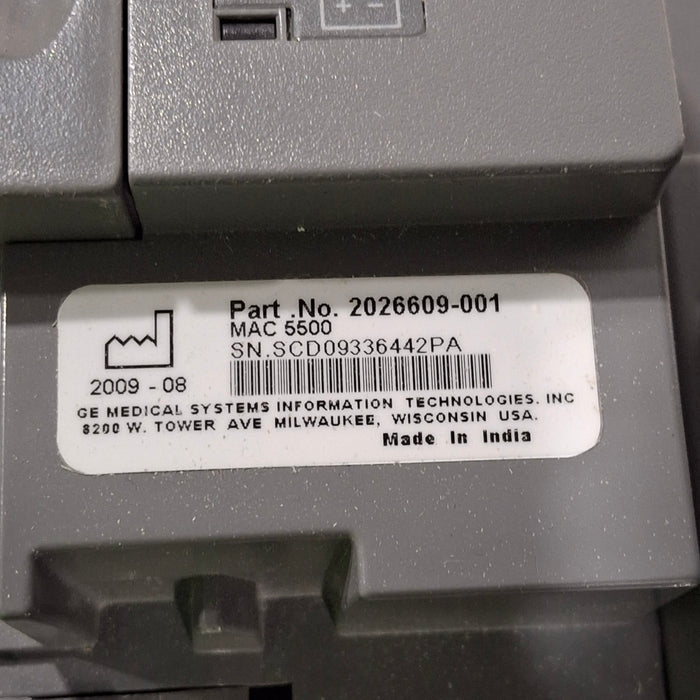 Part .No. 2026609-001
MAC 5500
SN.SCD09336442PA
2009 - 08
GE MEDICAL SYSTEMS INFORMATION TECHNOLOGIES. INC
8200 W. TOWER AVE MILWAUKEE, WISCONSIN USA.
Made In India